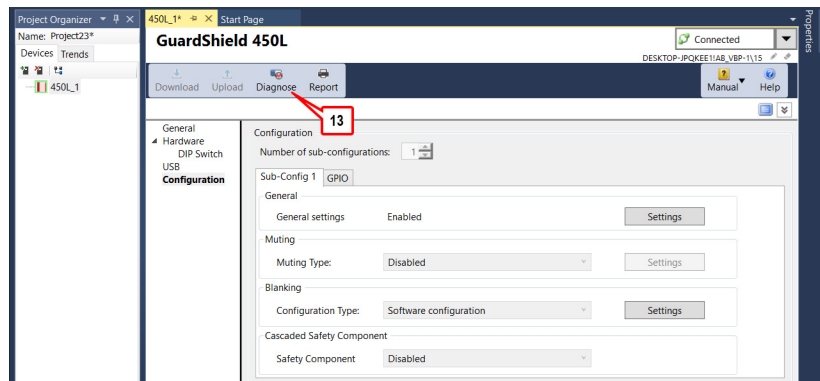 Project Organizer
Name: Project23*
Devices Trends
450L_1
450L_1* Start Page
GuardShield 450L
Connected
DESKTOP-JPQKEE1!AB_VBP-1\15
Download Upload Diagnose Report
Manual Help
13
General
Hardware
DIP Switch
USB
Configuration
Configuration
Number of sub-configurations: 1
Sub-Config 1 GPIO
General
General settings Enabled Settings
Muting
Muting Type: Disabled Settings
Blanking
Configuration Type: Software configuration Settings
Cascaded Safety Component
Safety Component Disabled
Properties